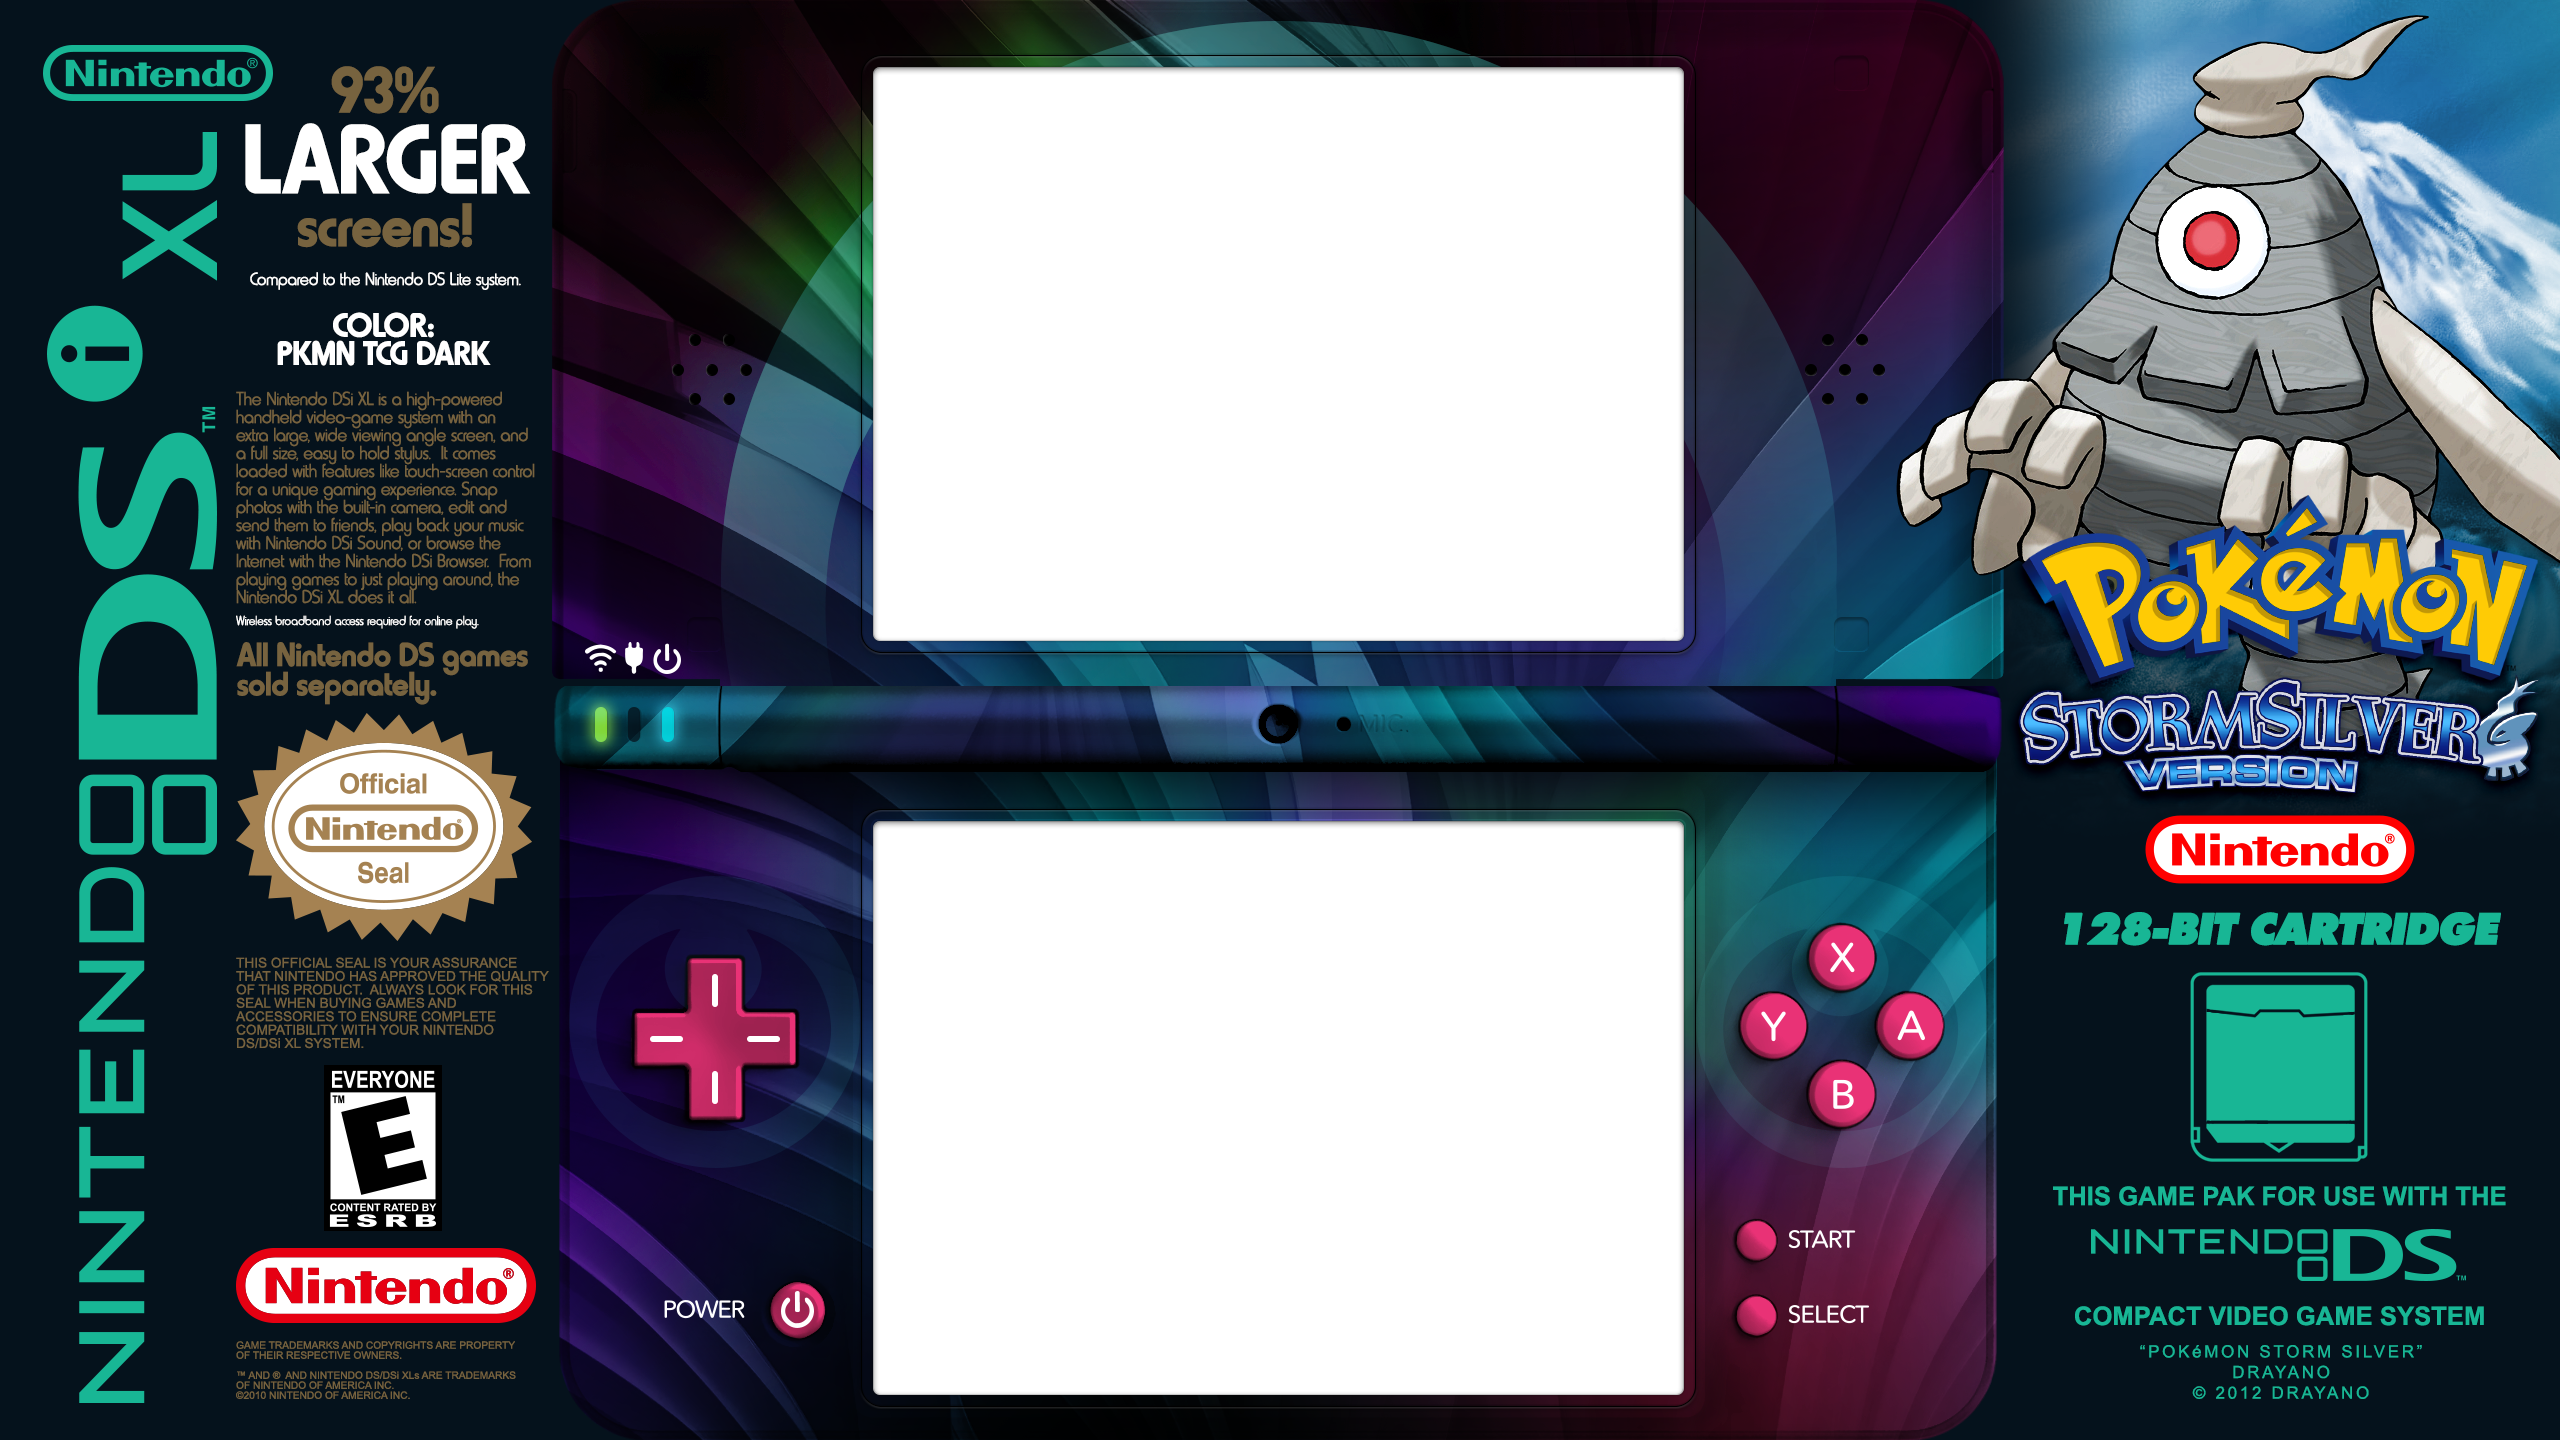 Nintendo®
NINTENDO DSi XL™
93%
LARGER
screens!
Compared to the Nintendo DS Lite system.
COLOR:
PKMN TCG DARK
The Nintendo DSi XL is a high-powered
handheld video-game system with an
extra large, wide viewing angle screen, and
a full size, easy to hold stylus. It comes
loaded with features like touch-screen control
for a unique gaming experience. Snap
photos with the built-in camera, edit and
send them to friends, play back your music
with Nintendo DSi Sound, or browse the
Internet with the Nintendo DSi Browser. From
playing games to just playing around, the
Nintendo DSi XL does it all.
Wireless broadband access required for online play.
All Nintendo DS games
sold separately.
Official
Nintendo®
Seal
THIS OFFICIAL SEAL IS YOUR ASSURANCE
THAT NINTENDO HAS APPROVED THE QUALITY
OF THIS PRODUCT. ALWAYS LOOK FOR THIS
SEAL WHEN BUYING GAMES AND
ACCESSORIES TO ENSURE COMPLETE
COMPATIBILITY WITH YOUR NINTENDO
DS/DSi XL SYSTEM.
EVERYONE
TM
E
CONTENT RATED BY
ESRB
Nintendo®
GAME TRADEMARKS AND COPYRIGHTS ARE PROPERTY
OF THEIR RESPECTIVE OWNERS.
™ AND ® AND NINTENDO DS/DSi XLs ARE TRADEMARKS
OF NINTENDO OF AMERICA INC.
©2010 NINTENDO OF AMERICA INC.
MIC.
X
Y
A
B
START
SELECT
POWER
POKéMON
™
STORMSILVER
VERSION
Nintendo®
128-BIT CARTRIDGE
THIS GAME PAK FOR USE WITH THE
NINTENDO DS™
COMPACT VIDEO GAME SYSTEM
“POKéMON STORM SILVER”
DRAYANO
© 2012 DRAYANO